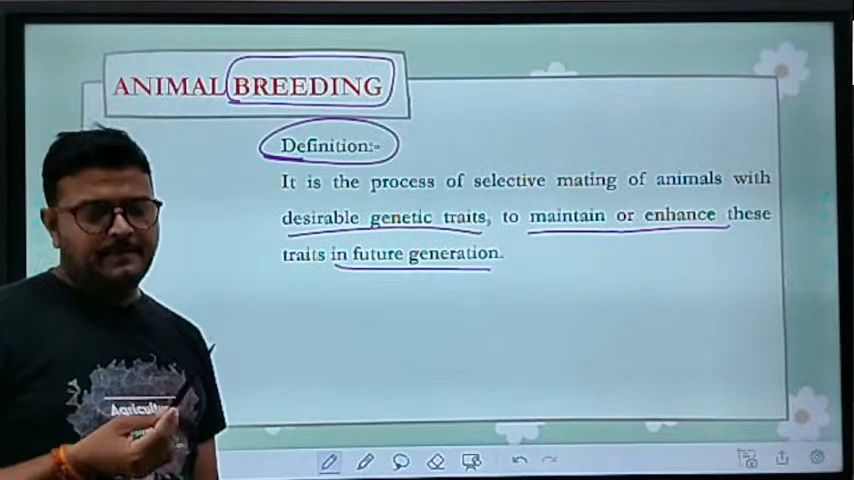 ANIMAL BREEDING
Definition:-
It is the process of selective mating of animals with
desirable genetic traits, to maintain or enhance these
traits in future generation.
Agricultu